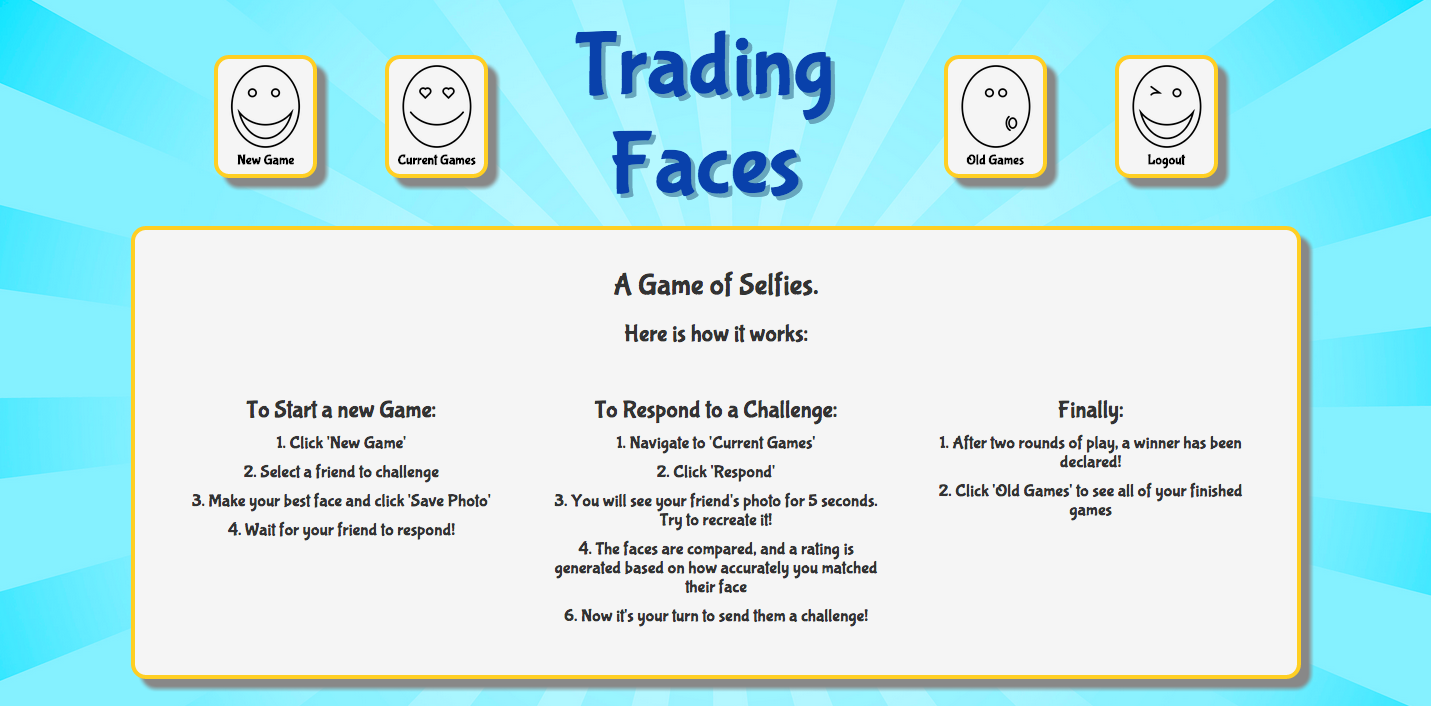 Trading
Faces
New Game
Current Games
Old Games
Logout
A Game of Selfies.
Here is how it works:
To Start a new Game:
1. Click 'New Game'
2. Select a friend to challenge
3. Make your best face and click 'Save Photo'
4. Wait for your friend to respond!
To Respond to a Challenge:
1. Navigate to 'Current Games'
2. Click 'Respond'
3. You will see your friend's photo for 5 seconds.
Try to recreate it!
4. The faces are compared, and a rating is
generated based on how accurately you matched
their face
6. Now it's your turn to send them a challenge!
Finally:
1. After two rounds of play, a winner has been
declared!
2. Click 'Old Games' to see all of your finished
games